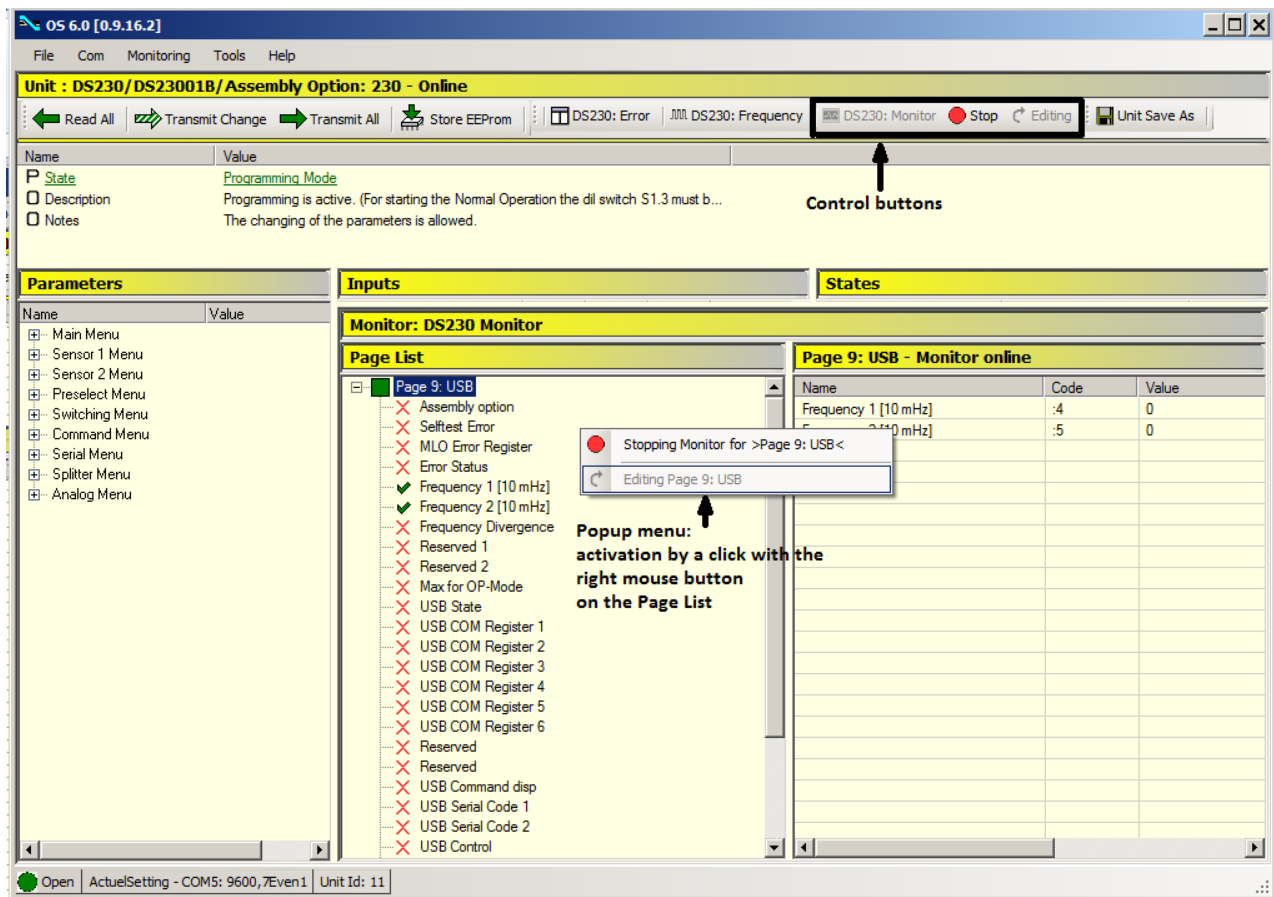 OS 6.0 [0.9.16.2]
File Com Monitoring Tools Help
Unit : DS230/DS23001B/Assembly Option: 230 - Online
Read All Transmit Change Transmit All Store EEProm DS230: Error DS230: Frequency DS230: Monitor Stop Editing Unit Save As
Control buttons
Name Value
State Programming Mode
Description Programming is active. (For starting the Normal Operation the dil switch S1.3 must b...
Notes The changing of the parameters is allowed.
Parameters
Name Value
Main Menu
Sensor 1 Menu
Sensor 2 Menu
Preselect Menu
Switching Menu
Command Menu
Serial Menu
Splitter Menu
Analog Menu
Inputs
States
Monitor: DS230 Monitor
Page List
Page 9: USB
Assembly option
Selftest Error
MLO Error Register
Error Status
Frequency 1 [10 mHz]
Frequency 2 [10 mHz]
Frequency Divergence
Reserved 1
Reserved 2
Max for OP-Mode
USB State
USB COM Register 1
USB COM Register 2
USB COM Register 3
USB COM Register 4
USB COM Register 5
USB COM Register 6
Reserved
Reserved
USB Command disp
USB Serial Code 1
USB Serial Code 2
USB Control
Stopping Monitor for >Page 9: USB<
Editing Page 9: USB
Popup menu:
activation by a click with the
right mouse button
on the Page List
Page 9: USB - Monitor online
Name Code Value
Frequency 1 [10 mHz] :4 0
[10 mHz] :5 0
Open ActuelSetting - COM5: 9600,7Even1 Unit Id: 11